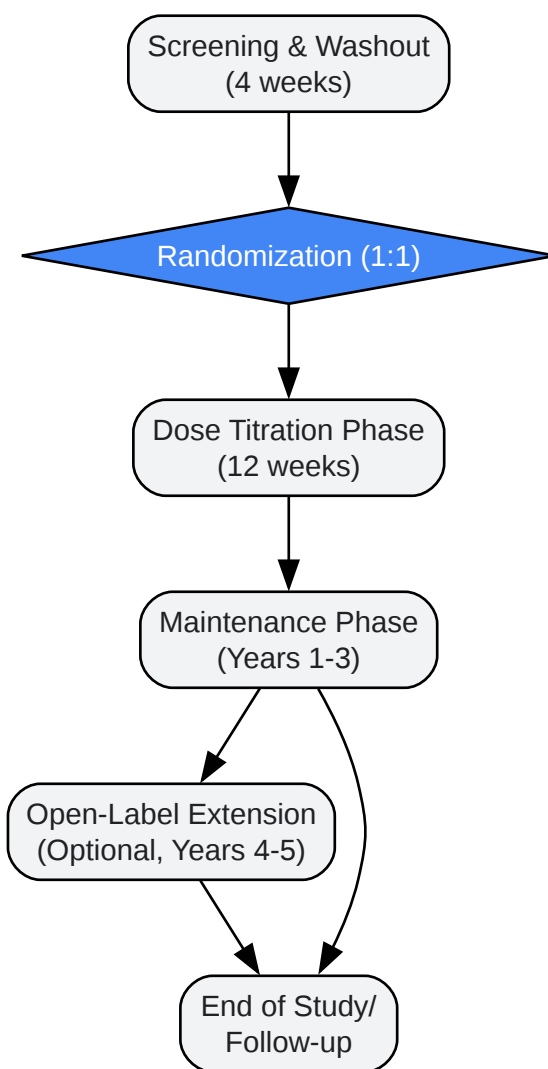 Screening & Washout
(4 weeks)
Randomization (1:1)
Dose Titration Phase
(12 weeks)
Maintenance Phase
(Years 1-3)
Open-Label Extension
(Optional, Years 4-5)
End of Study/
Follow-up